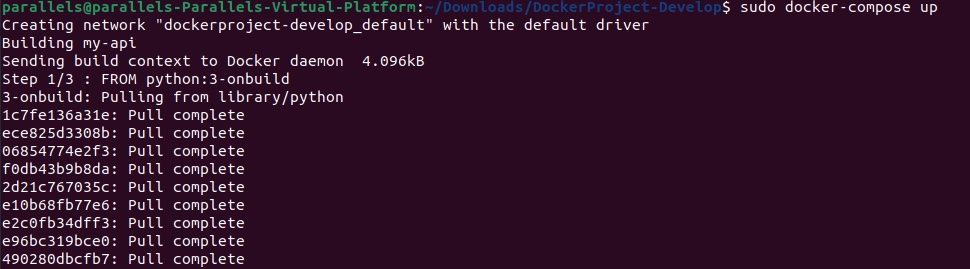 parallels@parallels-Parallels-Virtual-Platform:~/Downloads/DockerProject-Develop$ sudo docker-compose up
Creating network "dockerproject-develop_default" with the default driver
Building my-api
Sending build context to Docker daemon  4.096kB
Step 1/3 : FROM python:3-onbuild
3-onbuild: Pulling from library/python
1c7fe136a31e: Pull complete
ece825d3308b: Pull complete
06854774e2f3: Pull complete
f0db43b9b8da: Pull complete
2d21c767035c: Pull complete
e10b68fb77e6: Pull complete
e2c0fb34dff3: Pull complete
e96bc319bce0: Pull complete
490280dbcfb7: Pull complete